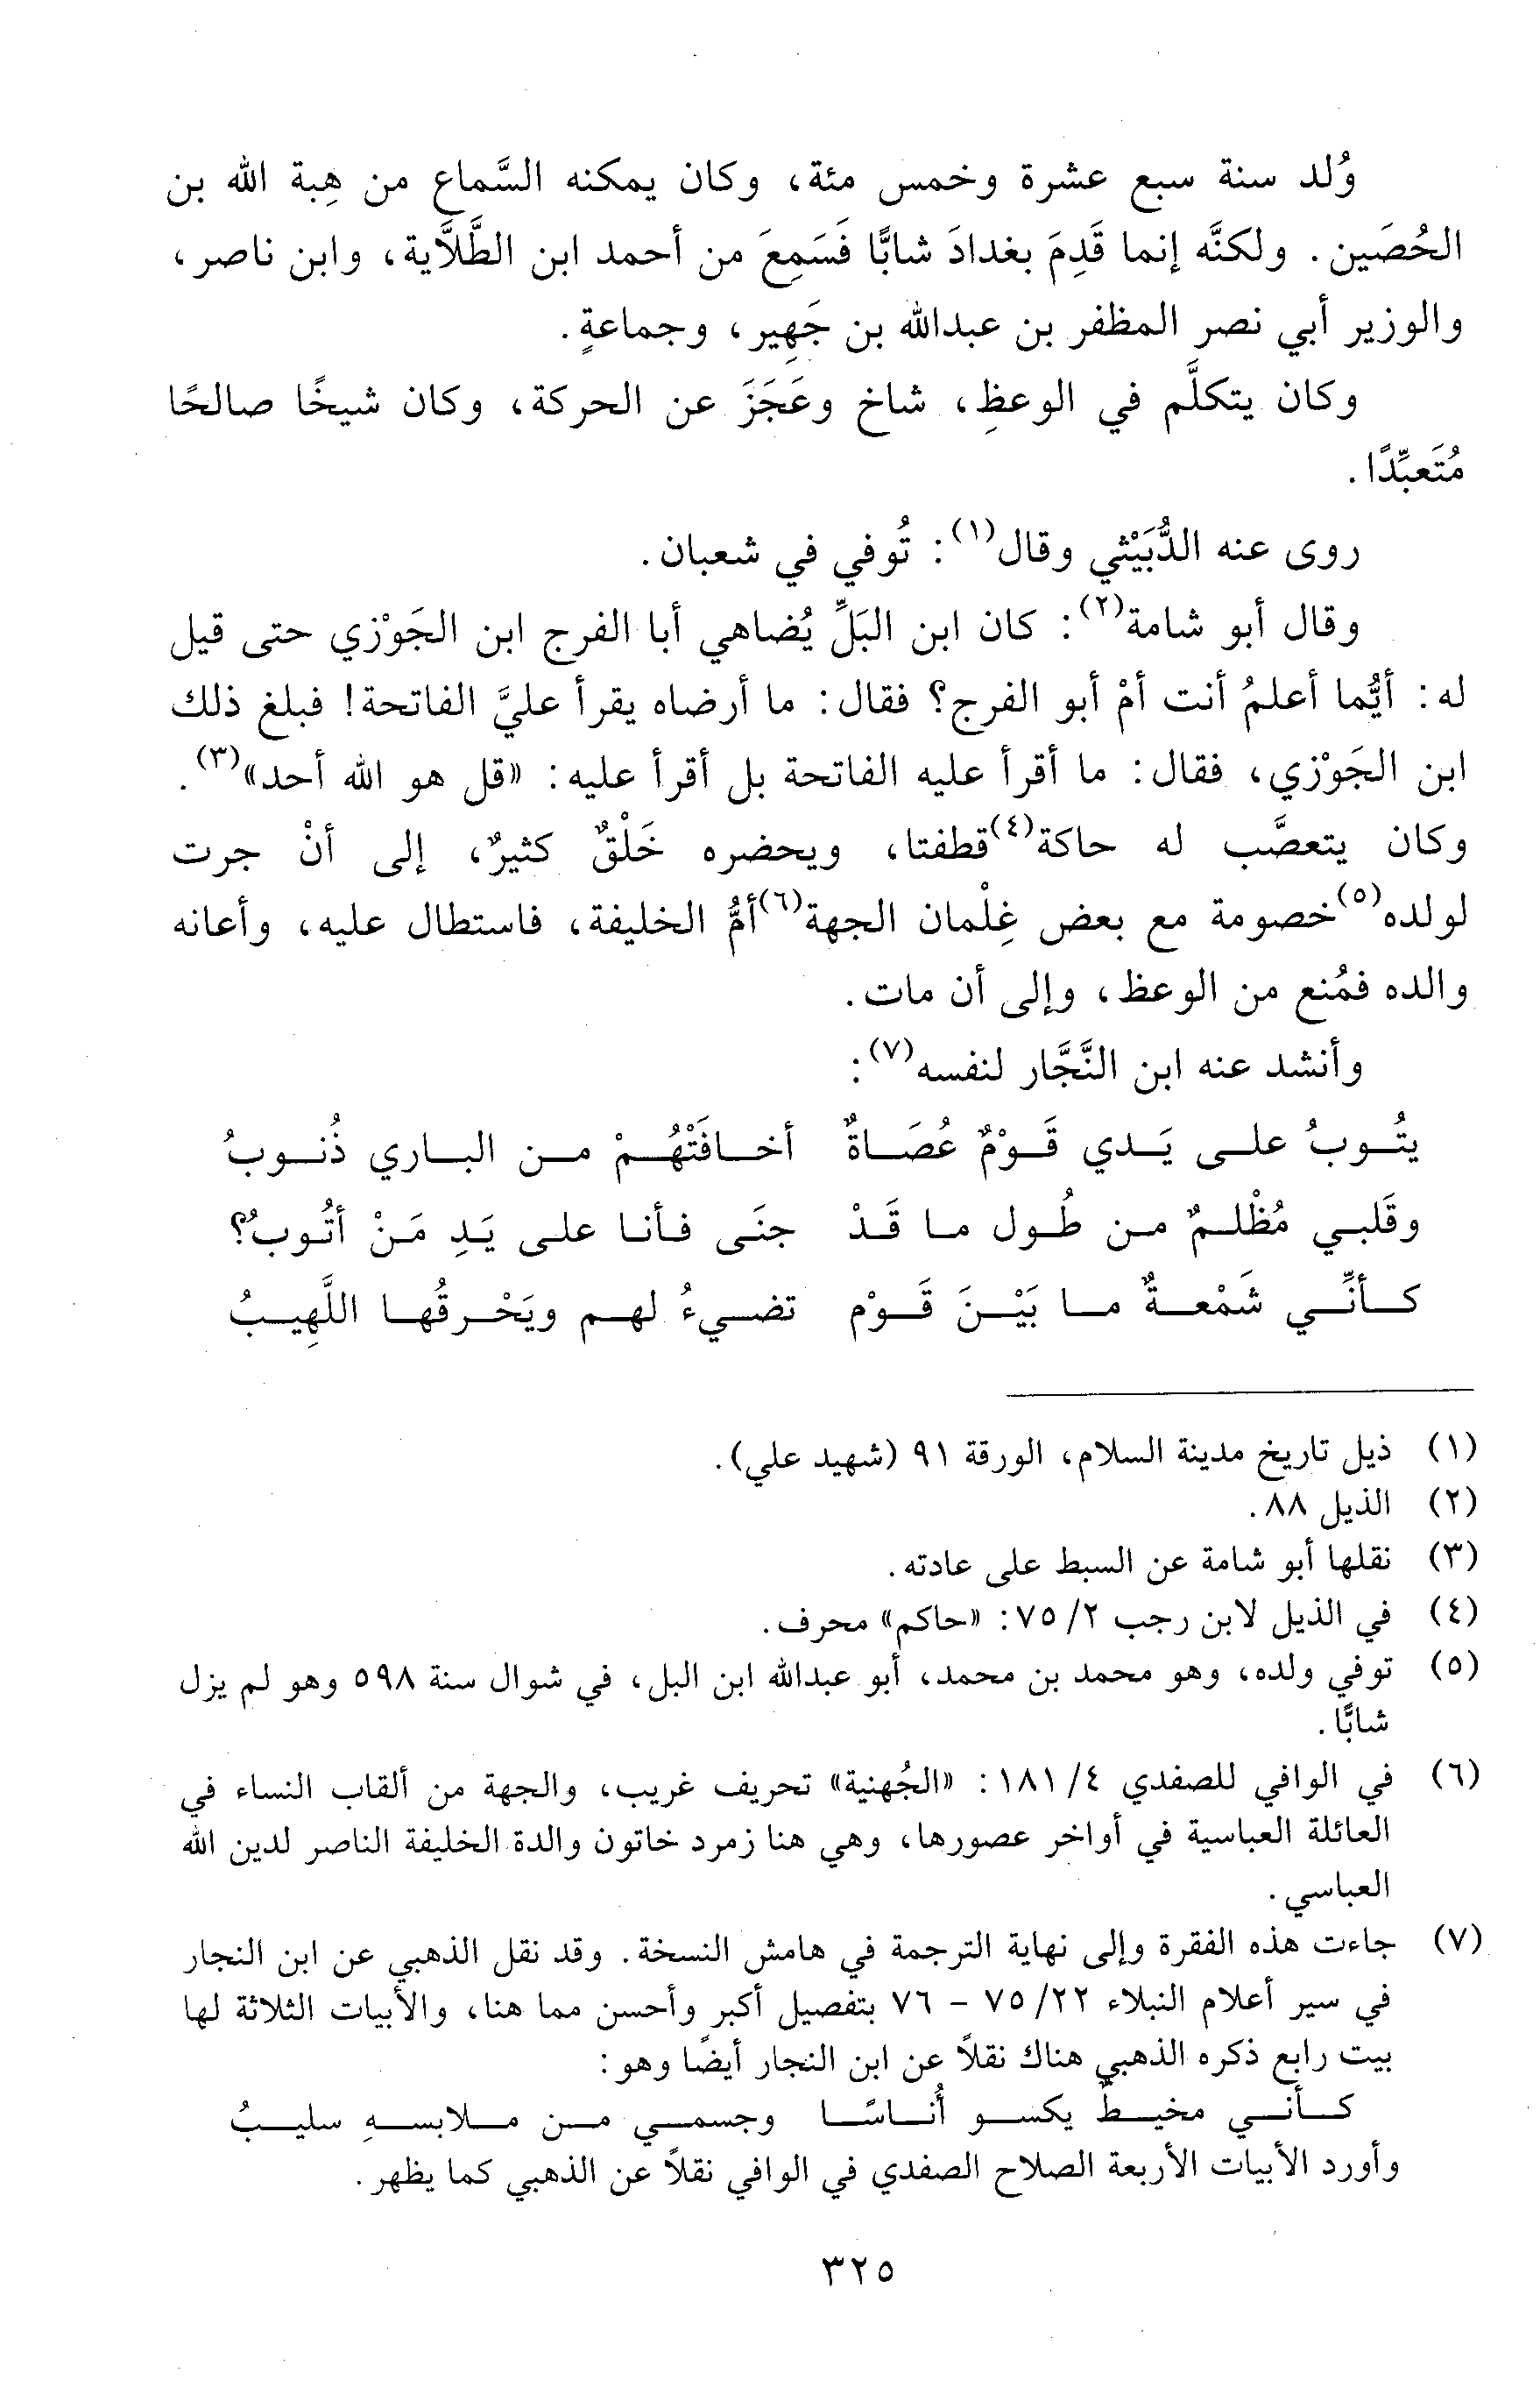 وُلد سنة سبع عشرة وخمس مئة، وكان يمكنه السَّماع من هِبة الله بن
الحُصَين. ولكنَّه إنما قَدِمَ بغدادَ شابًّا فَسَمِعَ من أحمد ابن الطَّلَّاية، وابن ناصر،
والوزير أبي نصر المظفر بن عبدالله بن جَهِير، وجماعةٍ.
وكان يتكلَّم في الوعظِ، شاخ وعَجَزَ عن الحركة، وكان شيخًا صالحًا
مُتَعبِّدًا.
روى عنه الدُّبَيْثي وقال(١): تُوفي في شعبان.
وقال أبو شامة(٢): كان ابن البَلِّ يُضاهي أبا الفرج ابن الجَوْزي حتى قيل
له: أيُّما أعلمُ أنت أمْ أبو الفرج؟ فقال: ما أرضاه يقرأ عليَّ الفاتحة! فبلغ ذلك
ابن الجَوْزي، فقال: ما أقرأ عليه الفاتحة بل أقرأ عليه: «قل هو الله أحد»(٣).
وكان يتعصَّب له حاكة(٤)قطفتا، ويحضره خَلْقٌ كثيرٌ، إلى أنْ جرت
لولده(٥)خصومة مع بعض غِلْمان الجهة(٦)أمُّ الخليفة، فاستطال عليه، وأعانه
والده فمُنع من الوعظ، وإلى أن مات.
وأنشد عنه ابن النَّجَّار لنفسه(٧):
يتُوبُ على يَدي قَوْمٌ عُصَاةٌ أخافَتْهُمْ من الباري ذُنوبُ
وقَلبي مُظْلمٌ من طُول ما قَدْ جنَى فأنا على يَدِ مَنْ أتُوبُ؟
كأنِّي شَمْعةٌ ما بَيْنَ قَوْم تضيءُ لهم ويَحْرقُها اللَّهِيبُ
(١) ذيل تاريخ مدينة السلام، الورقة ٩١ (شهيد علي).
(٢) الذيل ٨٨.
(٣) نقلها أبو شامة عن السبط على عادته.
(٤) في الذيل لابن رجب ٢/ ٧٥: «حاكم» محرف.
(٥) توفي ولده، وهو محمد بن محمد، أبو عبدالله ابن البل، في شوال سنة ٥٩٨ وهو لم يزل
شابًّا.
(٦) في الوافي للصفدي ٤/ ١٨١: «الجُهنية» تحريف غريب، والجهة من ألقاب النساء في
العائلة العباسية في أواخر عصورها، وهي هنا زمرد خاتون والدة الخليفة الناصر لدين الله
العباسي.
(٧) جاءت هذه الفقرة وإلى نهاية الترجمة في هامش النسخة. وقد نقل الذهبي عن ابن النجار
في سير أعلام النبلاء ٢٢/ ٧٥ - ٧٦ بتفصيل أكبر وأحسن مما هنا، والأبيات الثلاثة لها
بيت رابع ذكره الذهبي هناك نقلاً عن ابن النجار أيضًا وهو:
كأني مخيطٌ يكسو أُناسًا وجسمي من ملابسهِ سليبُ
وأورد الأبيات الأربعة الصلاح الصفدي في الوافي نقلاً عن الذهبي كما يظهر.
٣٢٥